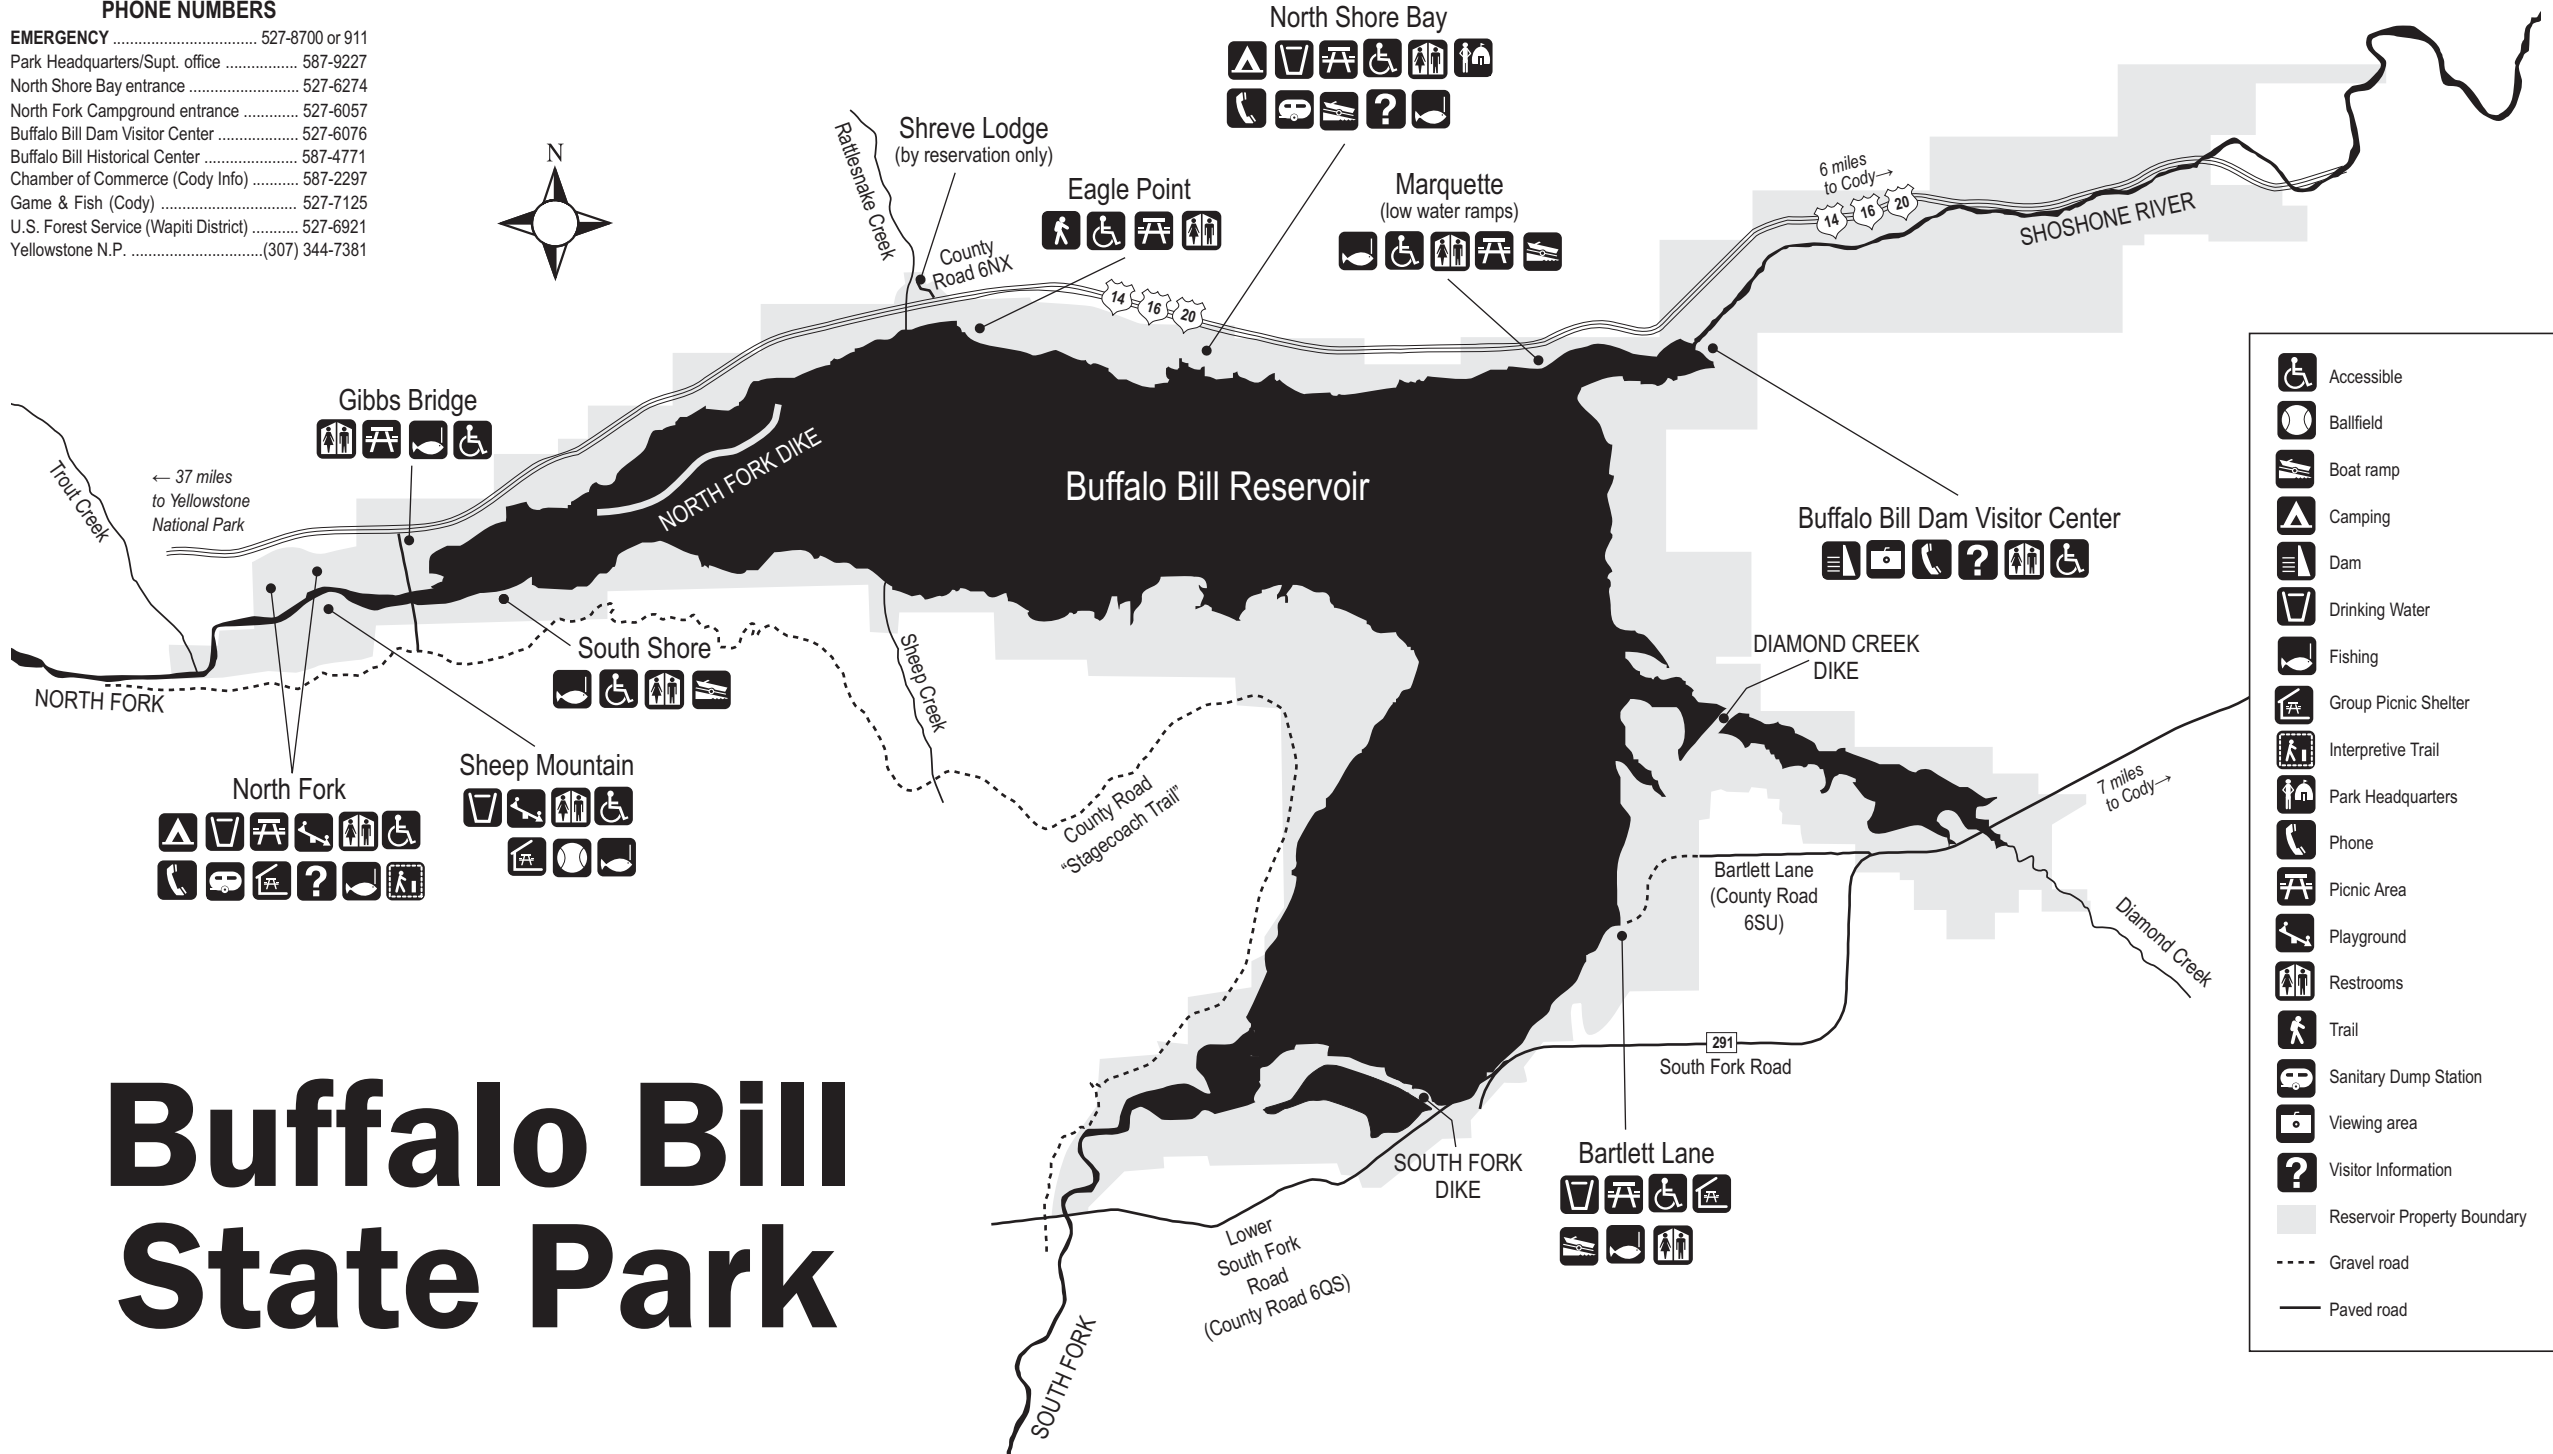 PHONE NUMBERS
EMERGENCY .................................. 527-8700 or 911
Park Headquarters/Supt. office ................. 587-9227
North Shore Bay entrance .......................... 527-6274
North Fork Campground entrance ............. 527-6057
Buffalo Bill Dam Visitor Center ................... 527-6076
Buffalo Bill Historical Center ...................... 587-4771
Chamber of Commerce (Cody Info) ........... 587-2297
Game & Fish (Cody) ................................ 527-7125
U.S. Forest Service (Wapiti District) ........... 527-6921
Yellowstone N.P. ...............................(307) 344-7381
N
North Shore Bay
Rattlesnake Creek
Shreve Lodge
(by reservation only)
Eagle Point
Marquette
(low water ramps)
County
Road 6NX
14
16
20
6 miles
to Cody→
14
16
20
SHOSHONE RIVER
Gibbs Bridge
Trout Creek
← 37 miles
to Yellowstone
National Park
NORTH FORK DIKE
Buffalo Bill Reservoir
Buffalo Bill Dam Visitor Center
?
DIAMOND CREEK
DIKE
South Shore
Sheep Creek
NORTH FORK
North Fork
?
Sheep Mountain
County Road
“Stagecoach Trail”
7 miles
to Cody→
Bartlett Lane
(County Road
6SU)
Diamond Creek
291
South Fork Road
SOUTH FORK
DIKE
Bartlett Lane
Lower
South Fork
Road
(County Road 6QS)
SOUTH FORK
Buffalo Bill
State Park
Accessible
Ballfield
Boat ramp
Camping
Dam
Drinking Water
Fishing
Group Picnic Shelter
Interpretive Trail
Park Headquarters
Phone
Picnic Area
Playground
Restrooms
Trail
Sanitary Dump Station
Viewing area
? Visitor Information
Reservoir Property Boundary
Gravel road
Paved road